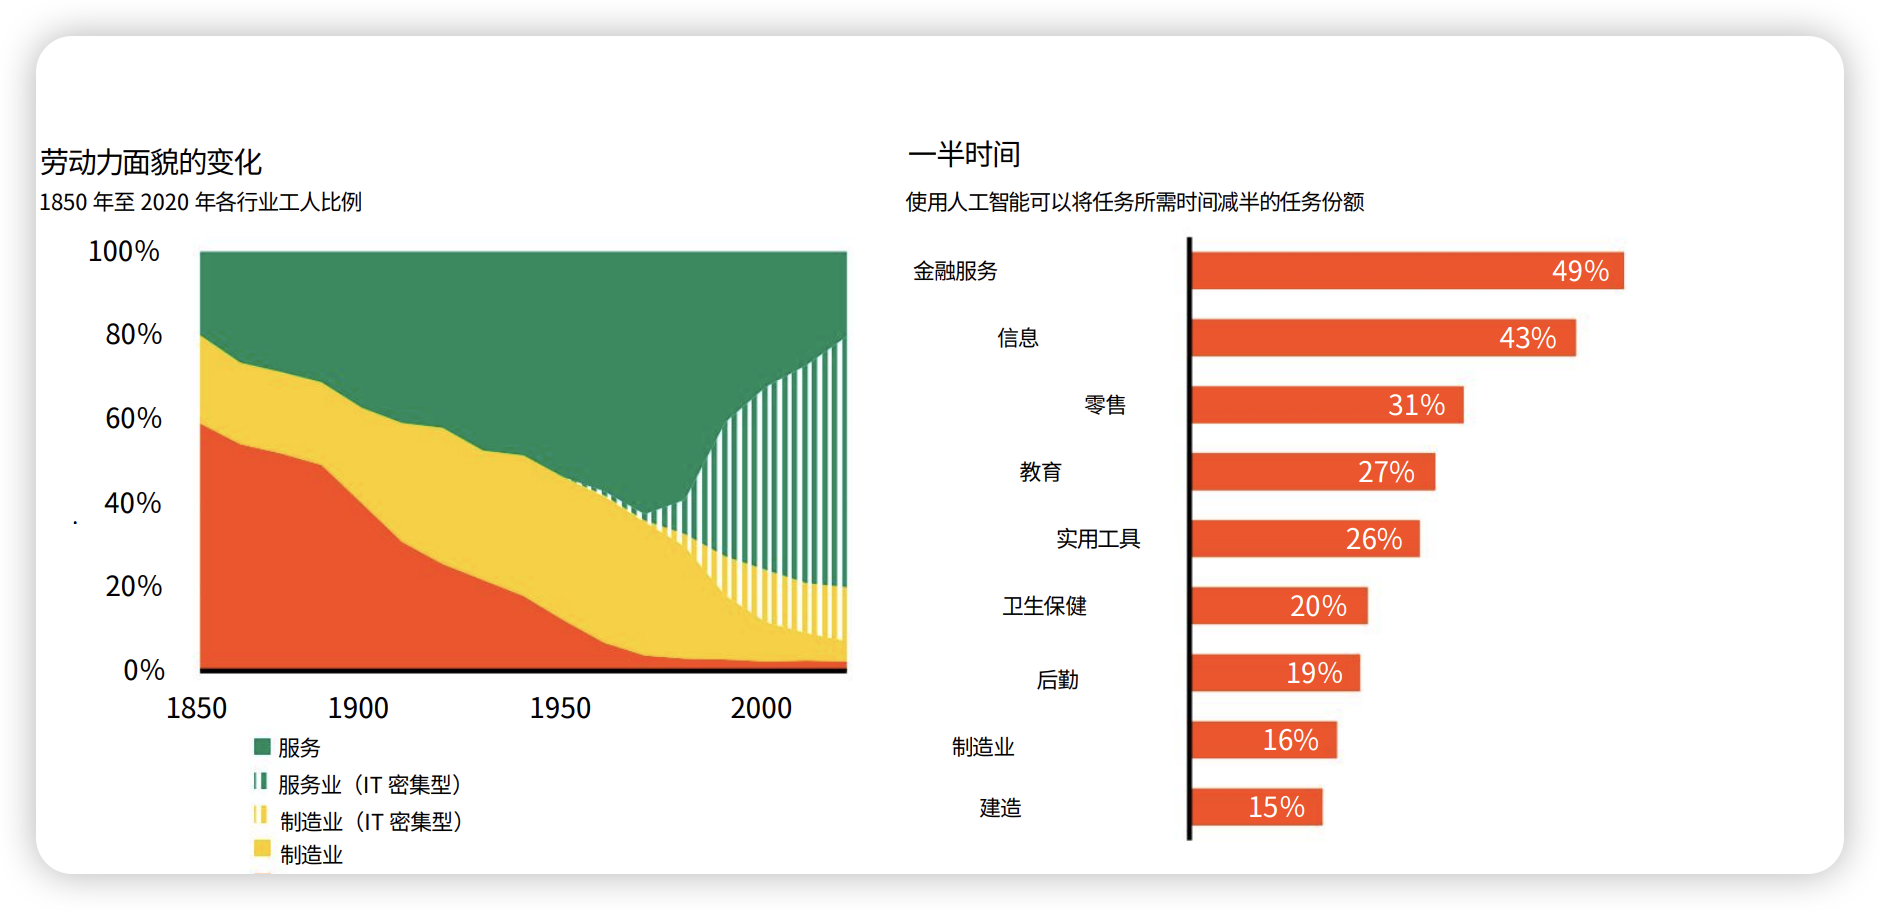 劳动力面貌的变化
1850 年至 2020 年各行业工人比例
100%
80%
60%
40%
20%
0%
1850 1900 1950 2000
服务
服务业（IT 密集型）
制造业（IT 密集型）
制造业
一半时间
使用人工智能可以将任务所需时间减半的任务份额
金融服务 49%
信息 43%
零售 31%
教育 27%
实用工具 26%
卫生保健 20%
后勤 19%
制造业 16%
建造 15%